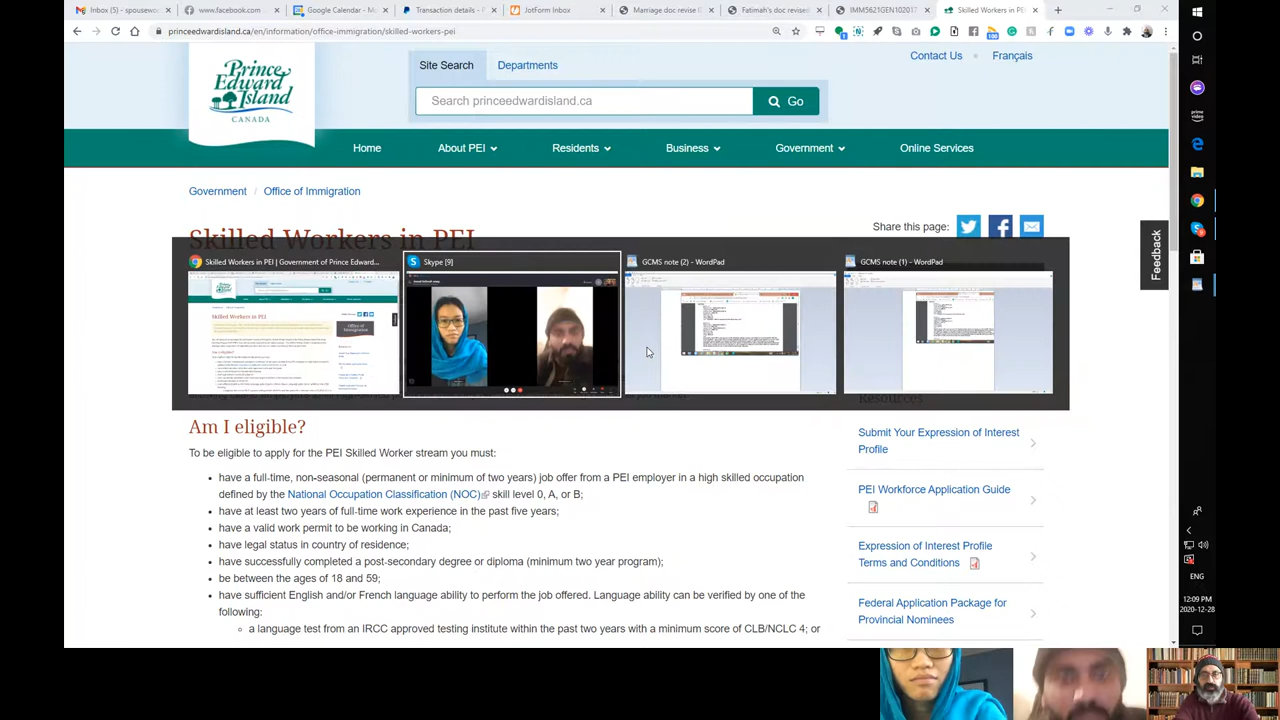 Inbox (9) - spousewo
www.facebook.com
Google Calendar - M
Transaction details - P
JotForm Inbox
Marriage doc revise
Fatimah's doc revised
IMM5621GEN102017
Skilled Workers in PEI
princeedwardisland.ca/en/information/office-immigration/skilled-workers-pei
Contact Us
Français
Prince
Edward
Island
CANADA
Site Search
Departments
Search princeedwardisland.ca
Go
Home
About PEI
Residents
Business
Government
Online Services
Government / Office of Immigration
Skilled Workers in PEI
Share this page:
Feedback
Skilled Workers in PEI | Government of Prince Edward...
Skype [9]
GCMS note (2) - WordPad
GCMS note (1) - WordPad
Skilled Workers in PEI
Resources
Am I eligible?
To be eligible to apply for the PEI Skilled Worker stream you must:
have a full-time, non-seasonal (permanent or minimum of two years) job offer from a PEI employer in a high skilled occupation
defined by the National Occupation Classification (NOC) skill level 0, A, or B;
have at least two years of full-time work experience in the past five years;
have a valid work permit to be working in Canada;
have legal status in country of residence;
have successfully completed a post-secondary degree or diploma (minimum two year program);
be between the ages of 18 and 59;
have sufficient English and/or French language ability to perform the job offered. Language ability can be verified by one of the
following:
a language test from an IRCC approved testing institute within the past two years with a minimum score of CLB/NCLC 4; or
Submit Your Expression of Interest
Profile
PEI Workforce Application Guide
Expression of Interest Profile
Terms and Conditions
Federal Application Package for
Provincial Nominees
prime
video
ENG
12:09 PM
2020-12-28